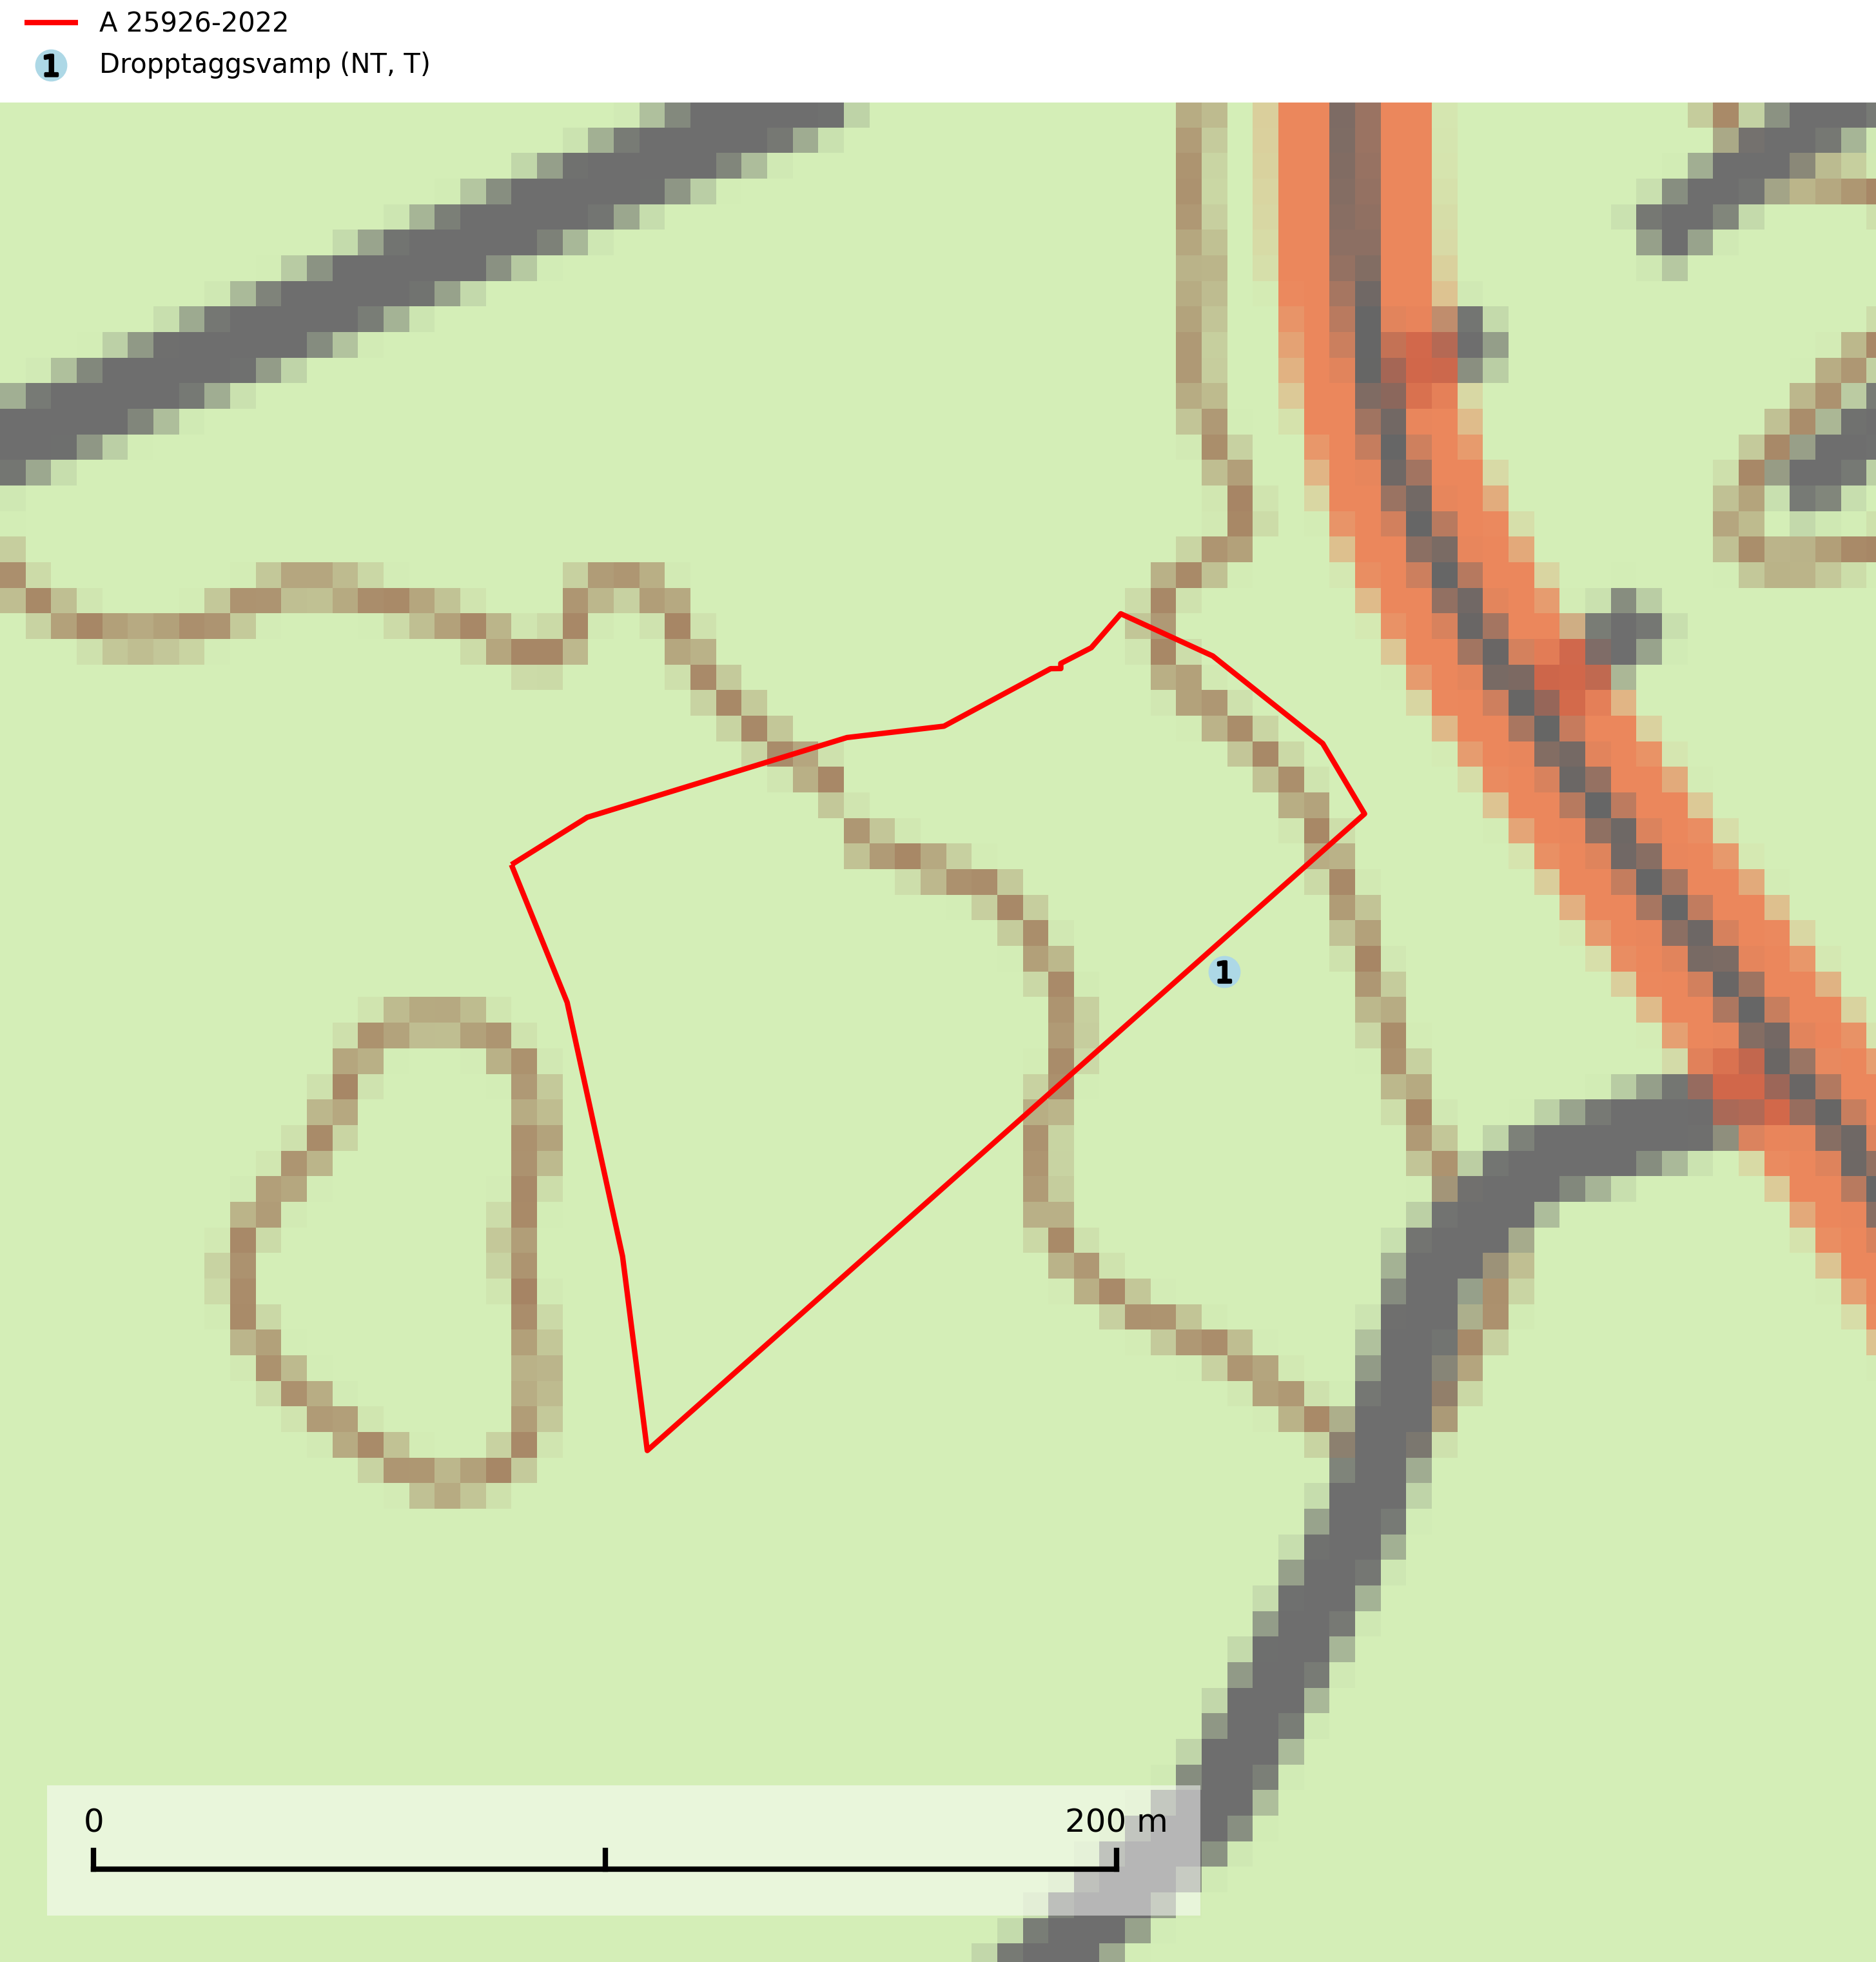 A 25926-2022
1 Dropptaggsvamp (NT, T)
1
0 200 m